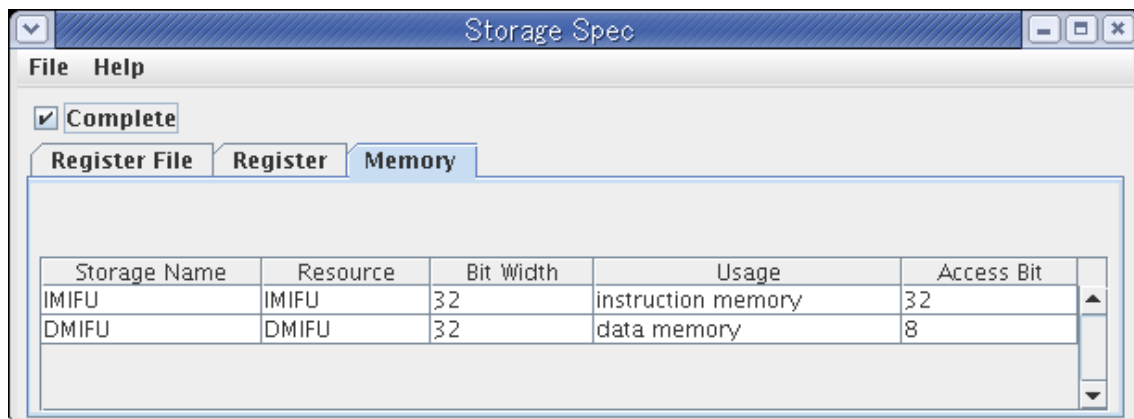 Storage Spec
File Help
Complete
Register File Register Memory
Storage Name Resource Bit Width Usage Access Bit
IMIFU IMIFU 32 instruction memory 32
DMIFU DMIFU 32 data memory 8